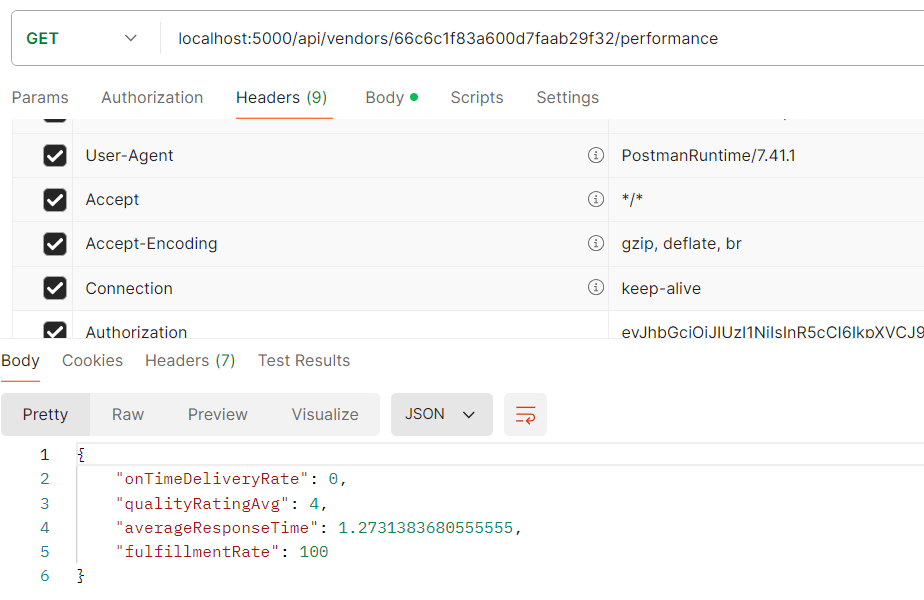 GET localhost:5000/api/vendors/66c6c1f83a600d7faab29f32/performance
Params Authorization Headers (9) Body Scripts Settings
User-Agent PostmanRuntime/7.41.1
Accept */*
Accept-Encoding gzip, deflate, br
Connection keep-alive
Authorization
Body Cookies Headers (7) Test Results
Pretty Raw Preview Visualize JSON
1 {
2 "onTimeDeliveryRate": 0,
3 "qualityRatingAvg": 4,
4 "averageResponseTime": 1.2731383680555555,
5 "fulfillmentRate": 100
6 }